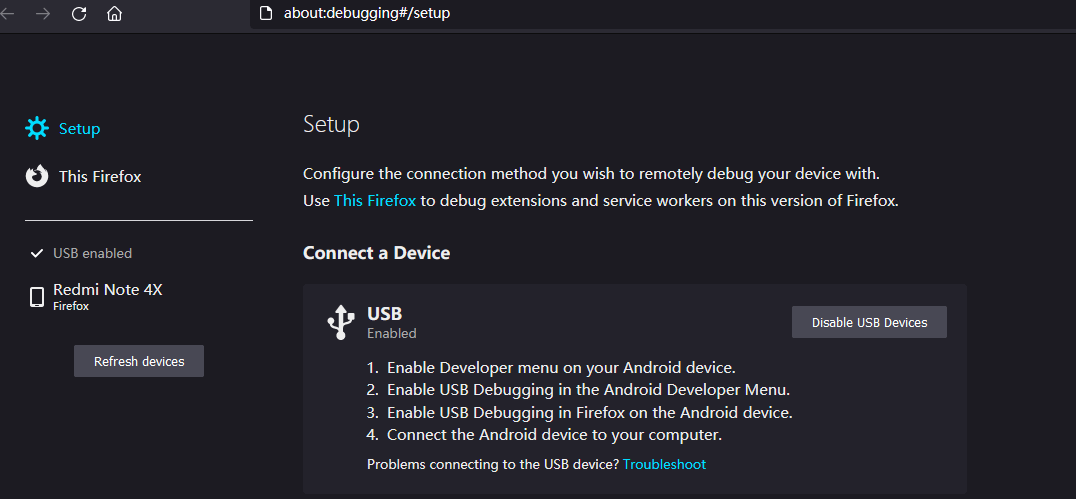 about:debugging#/setup
Setup
This Firefox
USB enabled
Redmi Note 4X
Firefox
Refresh devices
Setup
Configure the connection method you wish to remotely debug your device with.
Use This Firefox to debug extensions and service workers on this version of Firefox.
Connect a Device
USB
Enabled
Disable USB Devices
1. Enable Developer menu on your Android device.
2. Enable USB Debugging in the Android Developer Menu.
3. Enable USB Debugging in Firefox on the Android device.
4. Connect the Android device to your computer.
Problems connecting to the USB device? Troubleshoot